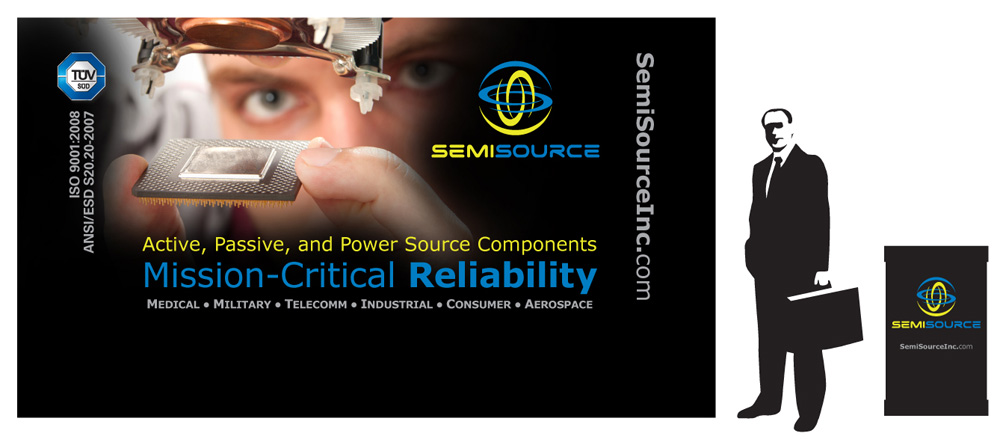 TÜV
SÜD
ISO 9001:2008
ANSI/ESD S20.20-2007
SEMISOURCE
SemiSourceInc.com
Active, Passive, and Power Source Components
Mission-Critical Reliability
MEDICAL ● MILITARY ● TELECOMM ● INDUSTRIAL ● CONSUMER ● AEROSPACE
SEMISOURCE
SemiSourceInc.com